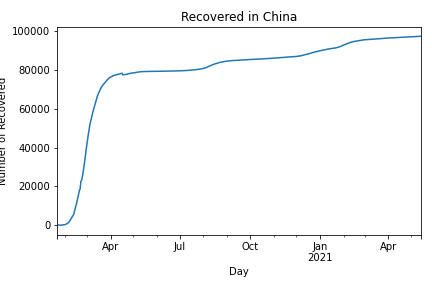 Recovered in China
100000
80000
60000
40000
20000
0
Number of Recovered
Apr
Jul
Oct
Jan
2021
Apr
Day